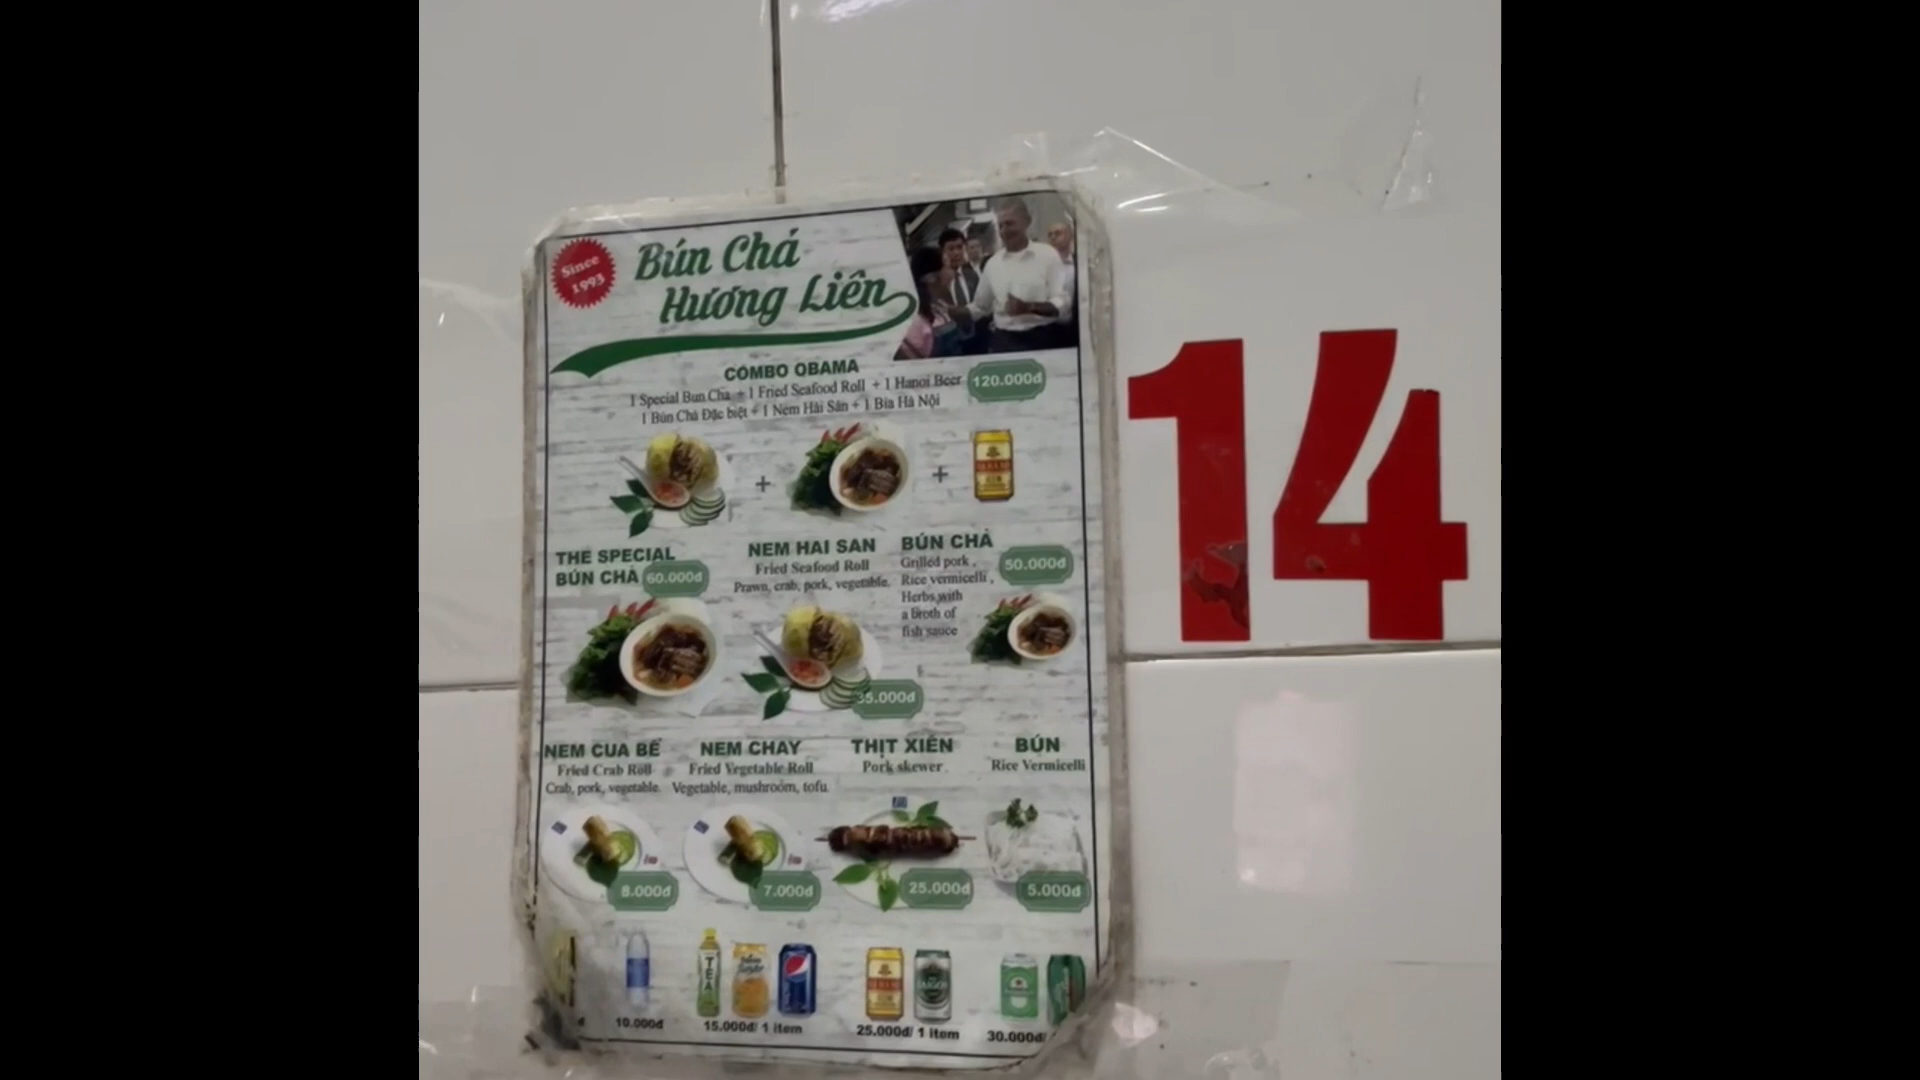 Since
1993
Bún Chả
Hương Liên
COMBO OBAMA
1 Special Bun Cha + 1 Fried Seafood Roll + 1 Hanoi Beer
120.000đ
1 Bún Chả Đặc biệt + 1 Nem Hải Sản + 1 Bia Hà Nội
+
+
THE SPECIAL
BÚN CHẢ
60.000đ
NEM HAI SAN
Fried Seafood Roll
Prawn, crab, pork, vegetable.
35.000đ
BÚN CHẢ
50.000đ
Grilled pork,
Rice vermicelli,
Herbs with
a broth of
fish sauce
NEM CUA BỂ
Fried Crab Roll
Crab, pork, vegetable.
8.000đ
NEM CHAY
Fried Vegetable Roll
Vegetable, mushroom, tofu.
7.000đ
THỊT XIÊN
Pork skewer
25.000đ
BÚN
Rice Vermicelli
5.000đ
TEA
10.000đ
15.000đ/ 1 item
25.000đ/ 1 item
30.000đ/
14